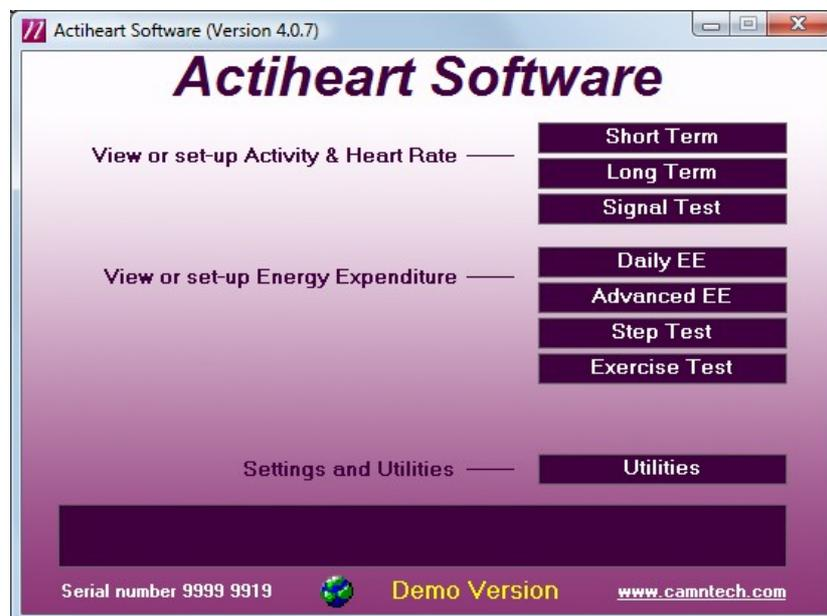 Actiheart Software (Version 4.0.7)
Actiheart Software
View or set-up Activity & Heart Rate
Short Term
Long Term
Signal Test
View or set-up Energy Expenditure
Daily EE
Advanced EE
Step Test
Exercise Test
Settings and Utilities
Utilities
Serial number 9999 9919
Demo Version
www.camntech.com